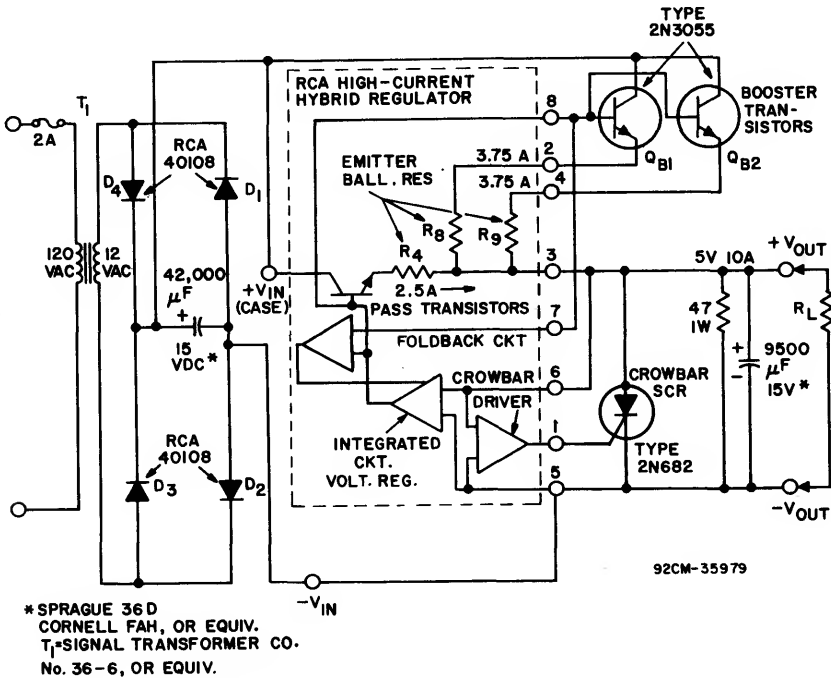 TYPE
2N3055
RCA HIGH-CURRENT
HYBRID REGULATOR
T1
2A
RCA
40108
D4
D1
8
BOOSTER
TRAN-
SISTORS
QB1
QB2
EMITTER
BALL. RES
3.75 A
2
3.75 A
4
R8
R9
R4
120
VAC
12
VAC
42,000
μF
+
15
VDC*
+VIN
(CASE)
2.5A
PASS TRANSISTORS
3
5V 10A
+VOUT
7
FOLDBACK CKT
47
1W
RL
+
-
9500
μF
15V*
CROWBAR
6
DRIVER
CROWBAR
SCR
1
TYPE
2N682
INTEGRATED
CKT.
VOLT. REG.
5
-VOUT
RCA
40108
D3
D2
92CM-35979
-VIN
*SPRAGUE 36D
CORNELL FAH, OR EQUIV.
T1=SIGNAL TRANSFORMER CO.
No. 36-6, OR EQUIV.